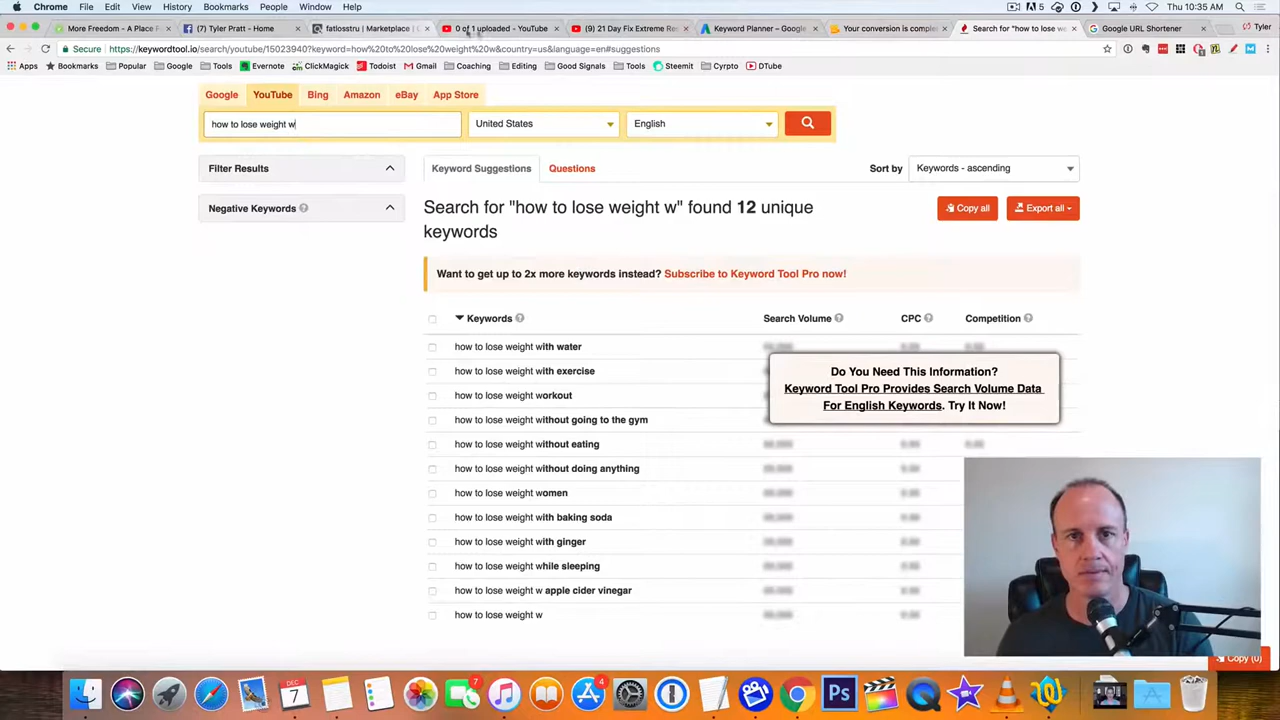 Chrome File Edit View History Bookmarks People Window Help
5 Thu 10:35 AM
More Freedom - A Place F
(7) Tyler Pratt - Home
fatlosstru | Marketplace |
0 of 1 uploaded - YouTube
(9) 21 Day Fix Extreme Re
Keyword Planner – Google
Your conversion is comple
Search for "how to lose w
Google URL Shortener
Tyler
Secure https://keywordtool.io/search/youtube/15023940?keyword=how%20to%20lose%20weight%20w&country=us&language=en#suggestions
Apps Bookmarks Popular Google Tools Evernote ClickMagick Todoist Gmail Coaching Editing Good Signals Tools Steemit Cyrpto DTube
Google YouTube Bing Amazon eBay App Store
how to lose weight w United States English
Filter Results
Negative Keywords ?
Keyword Suggestions Questions
Sort by Keywords - ascending
Search for "how to lose weight w" found 12 unique
keywords
Copy all Export all
Want to get up to 2x more keywords instead? Subscribe to Keyword Tool Pro now!
Keywords ? Search Volume ? CPC ? Competition ?
how to lose weight with water
how to lose weight with exercise
how to lose weight workout
how to lose weight without going to the gym
how to lose weight without eating
how to lose weight without doing anything
how to lose weight women
how to lose weight with baking soda
how to lose weight with ginger
how to lose weight while sleeping
how to lose weight w apple cider vinegar
how to lose weight w
Do You Need This Information?
Keyword Tool Pro Provides Search Volume Data
For English Keywords. Try It Now!
Copy (0)
DEC
7
7
4
Ps